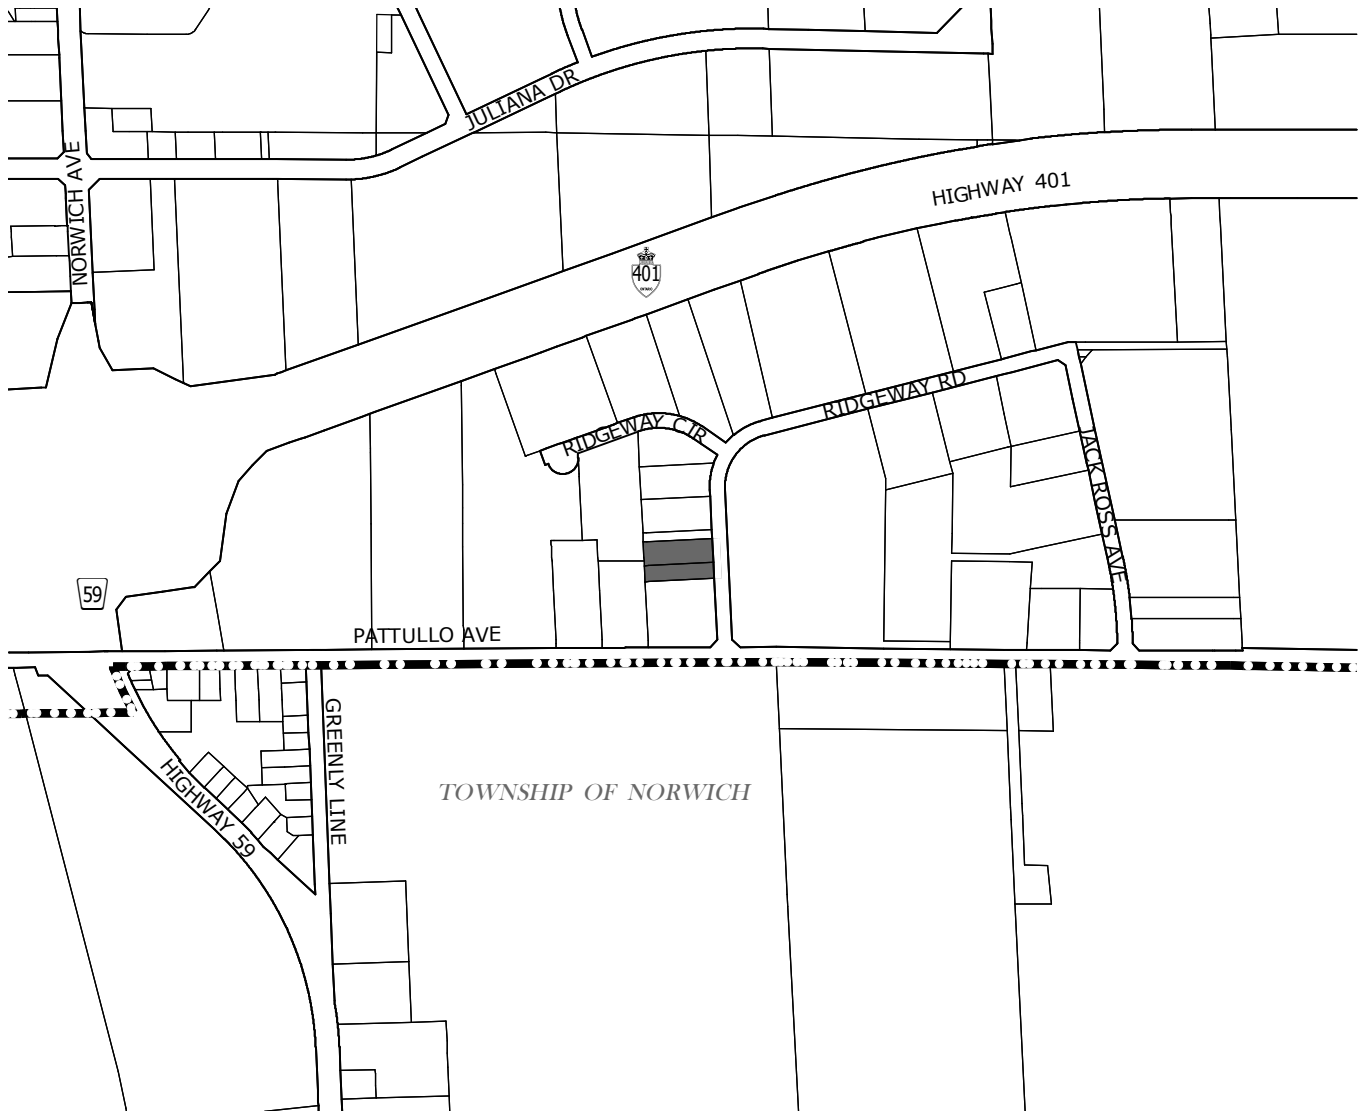 JULIANA DR
NORWICH AVE
HIGHWAY 401
401
ONTARIO
RIDGEWAY RD
RIDGEWAY CIR
JACK ROSS AVE
59
PATTULLO AVE
GREENLY LINE
HIGHWAY 59
TOWNSHIP OF NORWICH